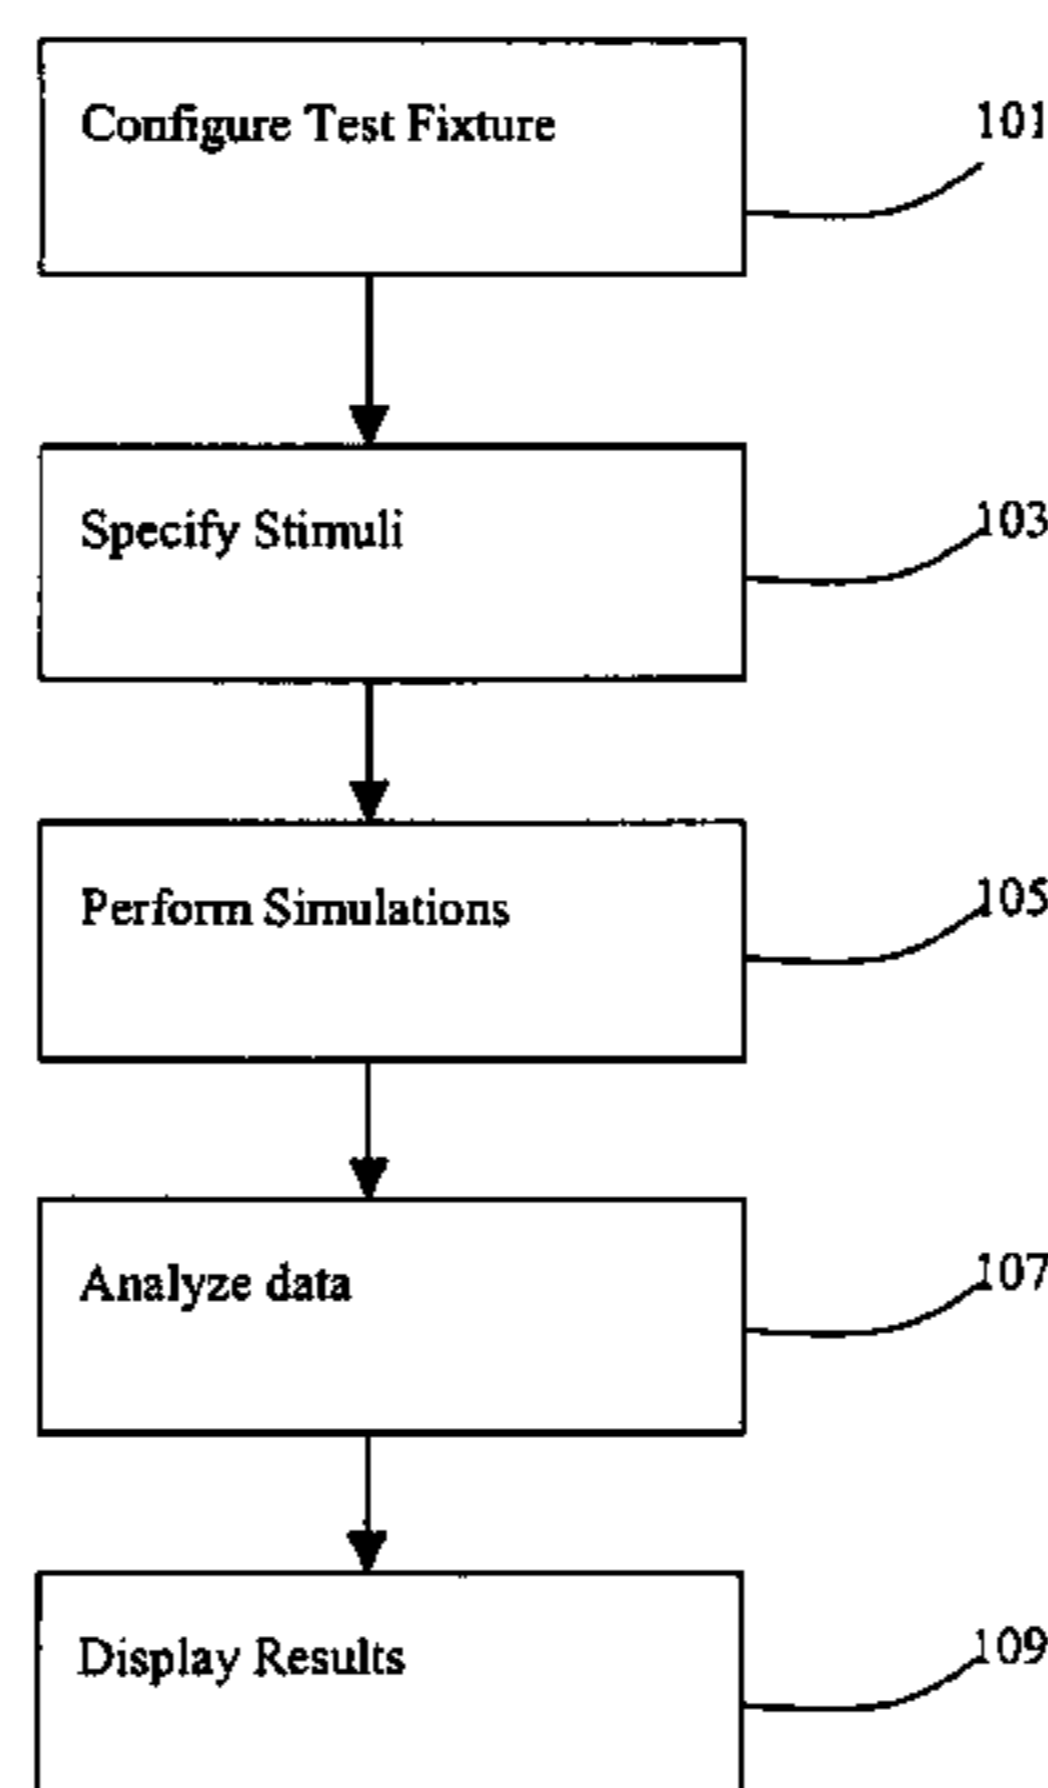 Configure Test Fixture
101
Specify Stimuli
103
Perform Simulations
105
Analyze data
107
Display Results
109